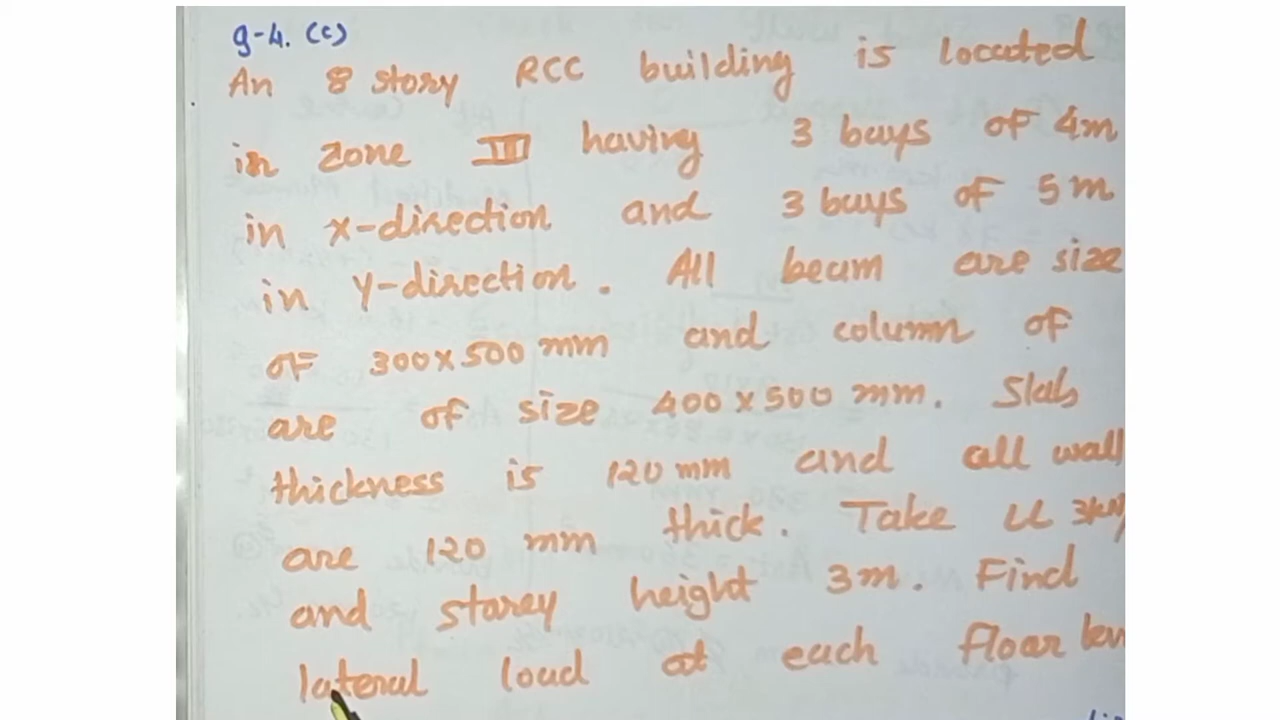 g-4. (c)
An 8 story RCC building is located
in zone III having 3 bays of 4m
in x-direction and 3 bays of 5m
in Y-direction. All beam are size
of 300x500 mm and column of
are of size 400x500 mm. Slab
thickness is 120 mm and all wall
are 120 mm thick. Take LL 3kN/
and storey height 3m. Find
lateral load at each floor lev